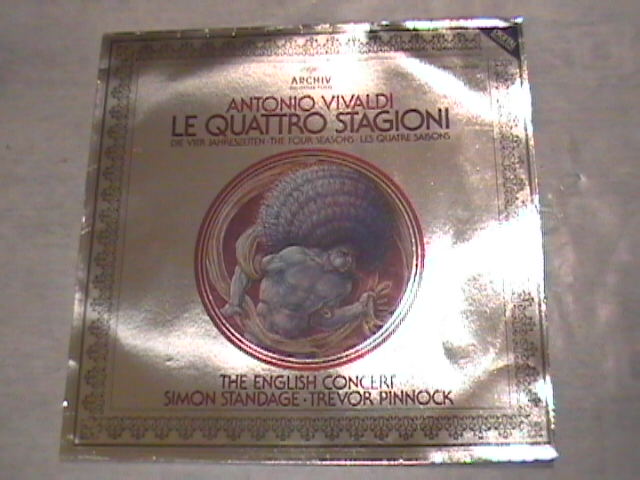 ARCHIV
ANTONIO VIVALDI
LE QUATTRO STAGIONI
DIE VIER JAHRESZEITEN · THE FOUR SEASONS · LES QUATRE SAISONS
THE ENGLISH CONCERT
SIMON STANDAGE · TREVOR PINNOCK